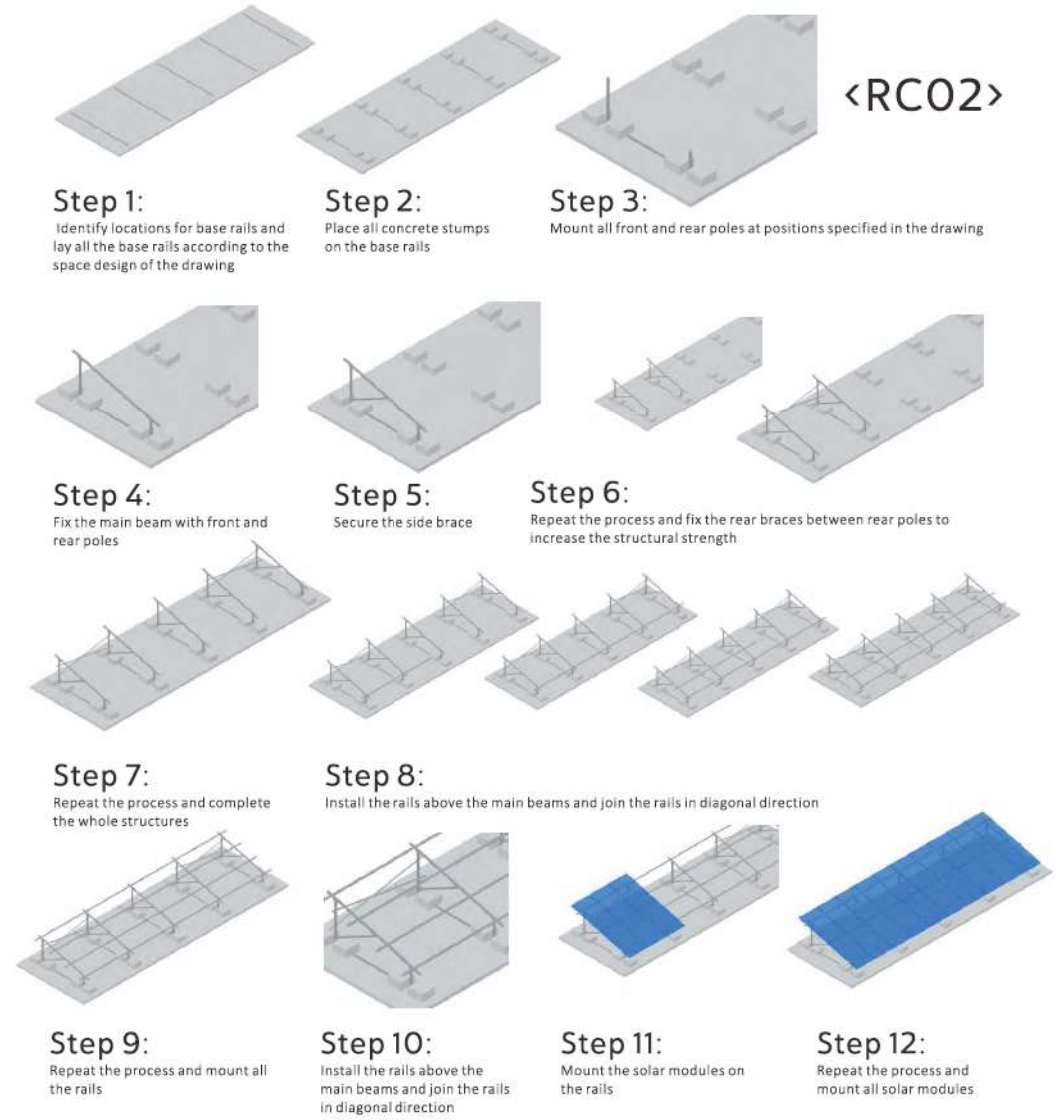 <RC02>
Step 1:
Identify locations for base rails and
lay all the base rails according to the
space design of the drawing
Step 2:
Place all concrete stumps
on the base rails
Step 3:
Mount all front and rear poles at positions specified in the drawing
Step 4:
Fix the main beam with front and
rear poles
Step 5:
Secure the side brace
Step 6:
Repeat the process and fix the rear braces between rear poles to
increase the structural strength
Step 7:
Repeat the process and complete
the whole structures
Step 8:
Install the rails above the main beams and join the rails in diagonal direction
Step 9:
Repeat the process and mount all
the rails
Step 10:
Install the rails above the
main beams and join the rails
in diagonal direction
Step 11:
Mount the solar modules on
the rails
Step 12:
Repeat the process and
mount all solar modules